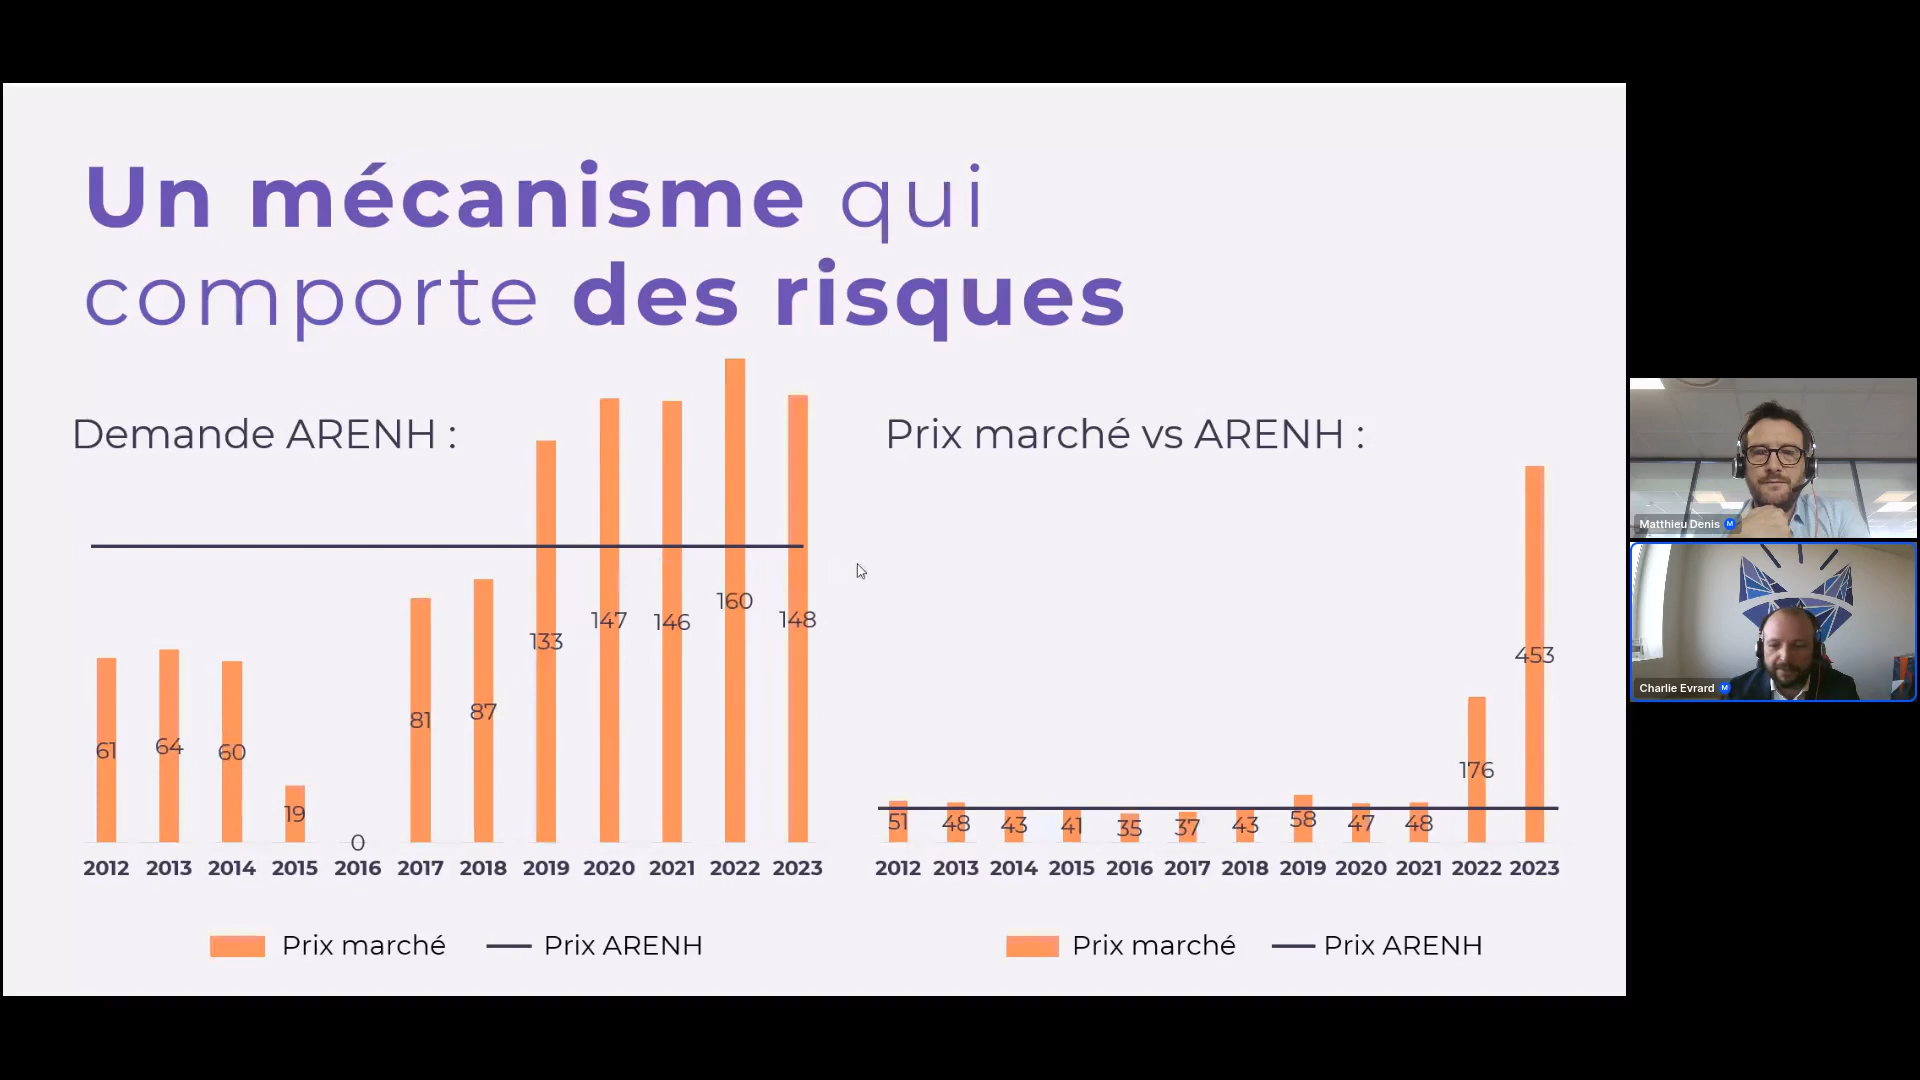 Un mécanisme qui
comporte des risques
Demande ARENH :
61
64
60
19
0
81
87
133
147
146
160
148
2012 2013 2014 2015 2016 2017 2018 2019 2020 2021 2022 2023
Prix marché
Prix ARENH
Prix marché vs ARENH :
51
48
43
41
35
37
43
58
47
48
176
453
2012 2013 2014 2015 2016 2017 2018 2019 2020 2021 2022 2023
Prix marché
Prix ARENH
Matthieu Denis M
Charlie Evrard M